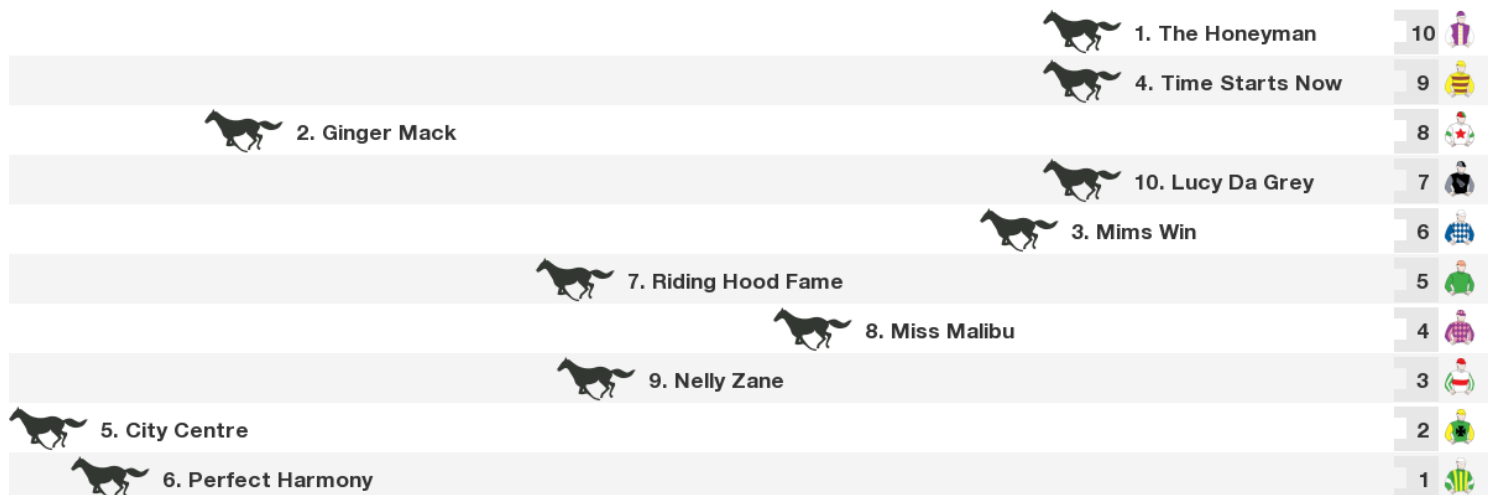 1. The Honeyman 10
4. Time Starts Now 9
2. Ginger Mack 8
10. Lucy Da Grey 7
3. Mims Win 6
7. Riding Hood Fame 5
8. Miss Malibu 4
9. Nelly Zane 3
5. City Centre 2
6. Perfect Harmony 1